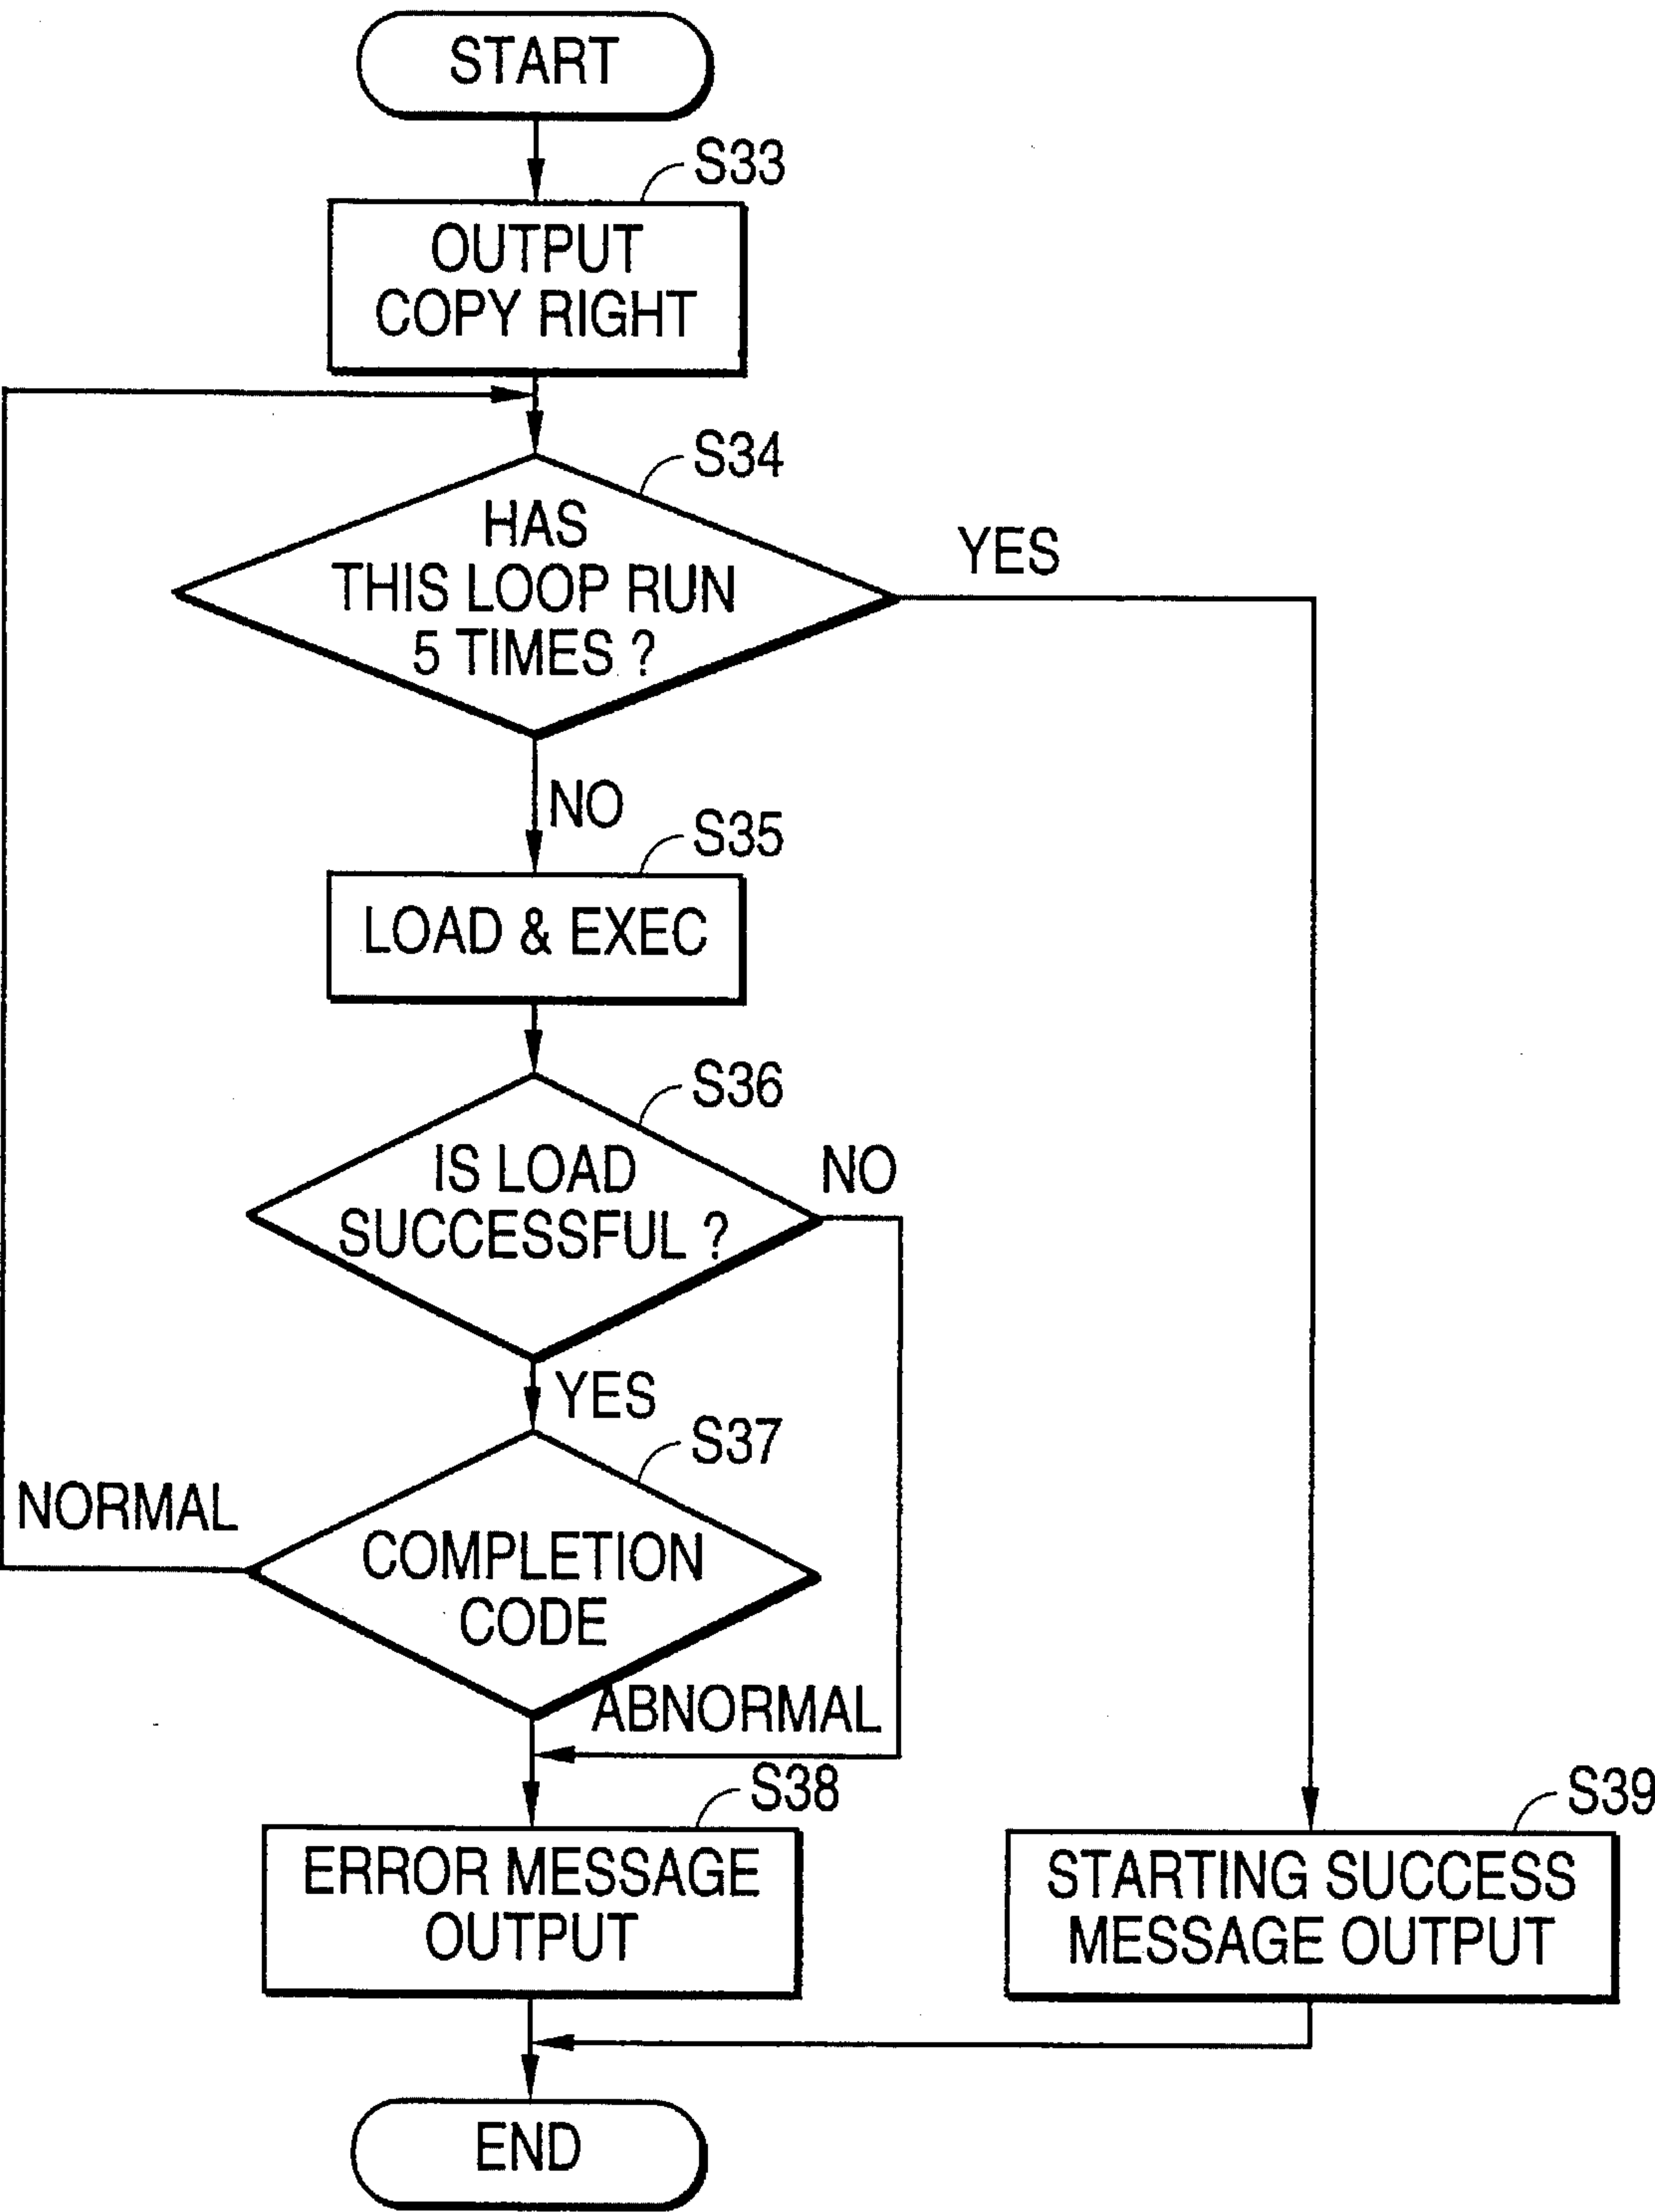 START
S33
OUTPUT
COPY RIGHT
S34
HAS
THIS LOOP RUN
5 TIMES ?
YES
NO
S35
LOAD & EXEC
S36
IS LOAD
SUCCESSFUL ?
NO
YES
S37
NORMAL
COMPLETION
CODE
ABNORMAL
S38
ERROR MESSAGE
OUTPUT
S39
STARTING SUCCESS
MESSAGE OUTPUT
END